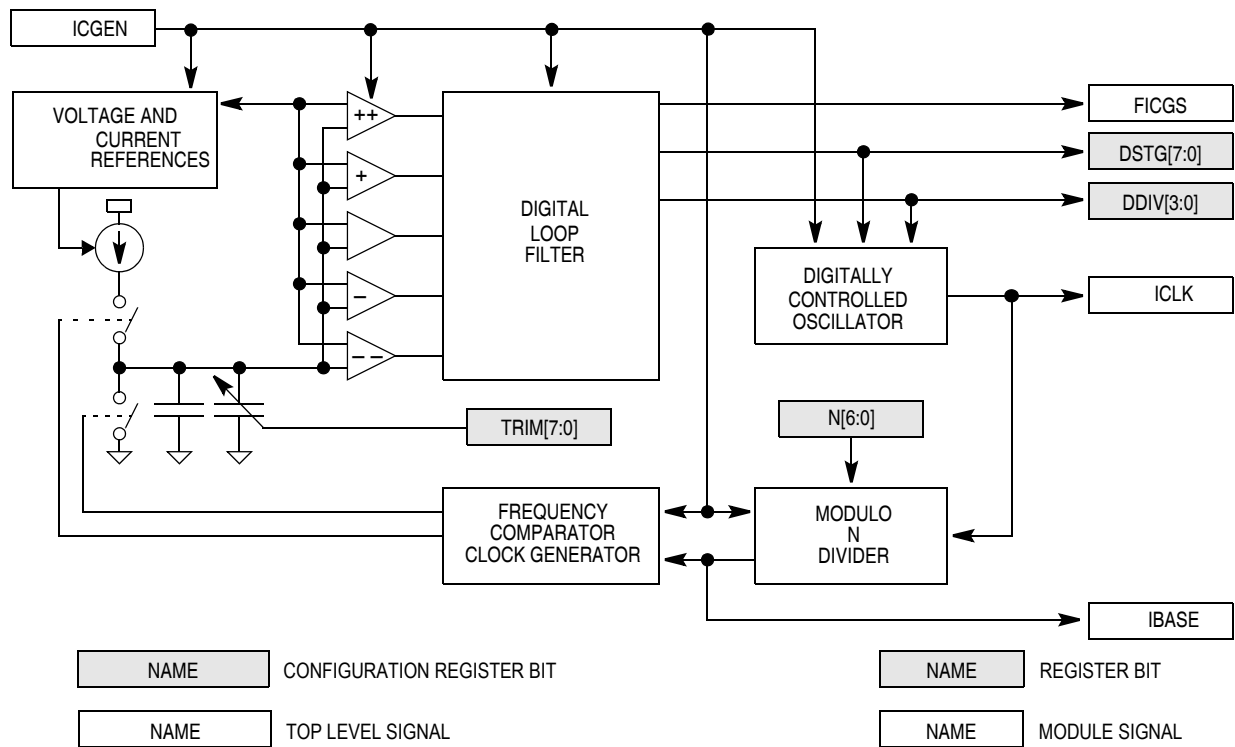 ICGEN
VOLTAGE AND
CURRENT
REFERENCES
++
+
−
− −
DIGITAL
LOOP
FILTER
FICGS
DSTG[7:0]
DDIV[3:0]
DIGITALLY
CONTROLLED
OSCILLATOR
ICLK
TRIM[7:0]
N[6:0]
FREQUENCY
COMPARATOR
CLOCK GENERATOR
MODULO
N
DIVIDER
IBASE
NAME CONFIGURATION REGISTER BIT
NAME REGISTER BIT
NAME TOP LEVEL SIGNAL
NAME MODULE SIGNAL